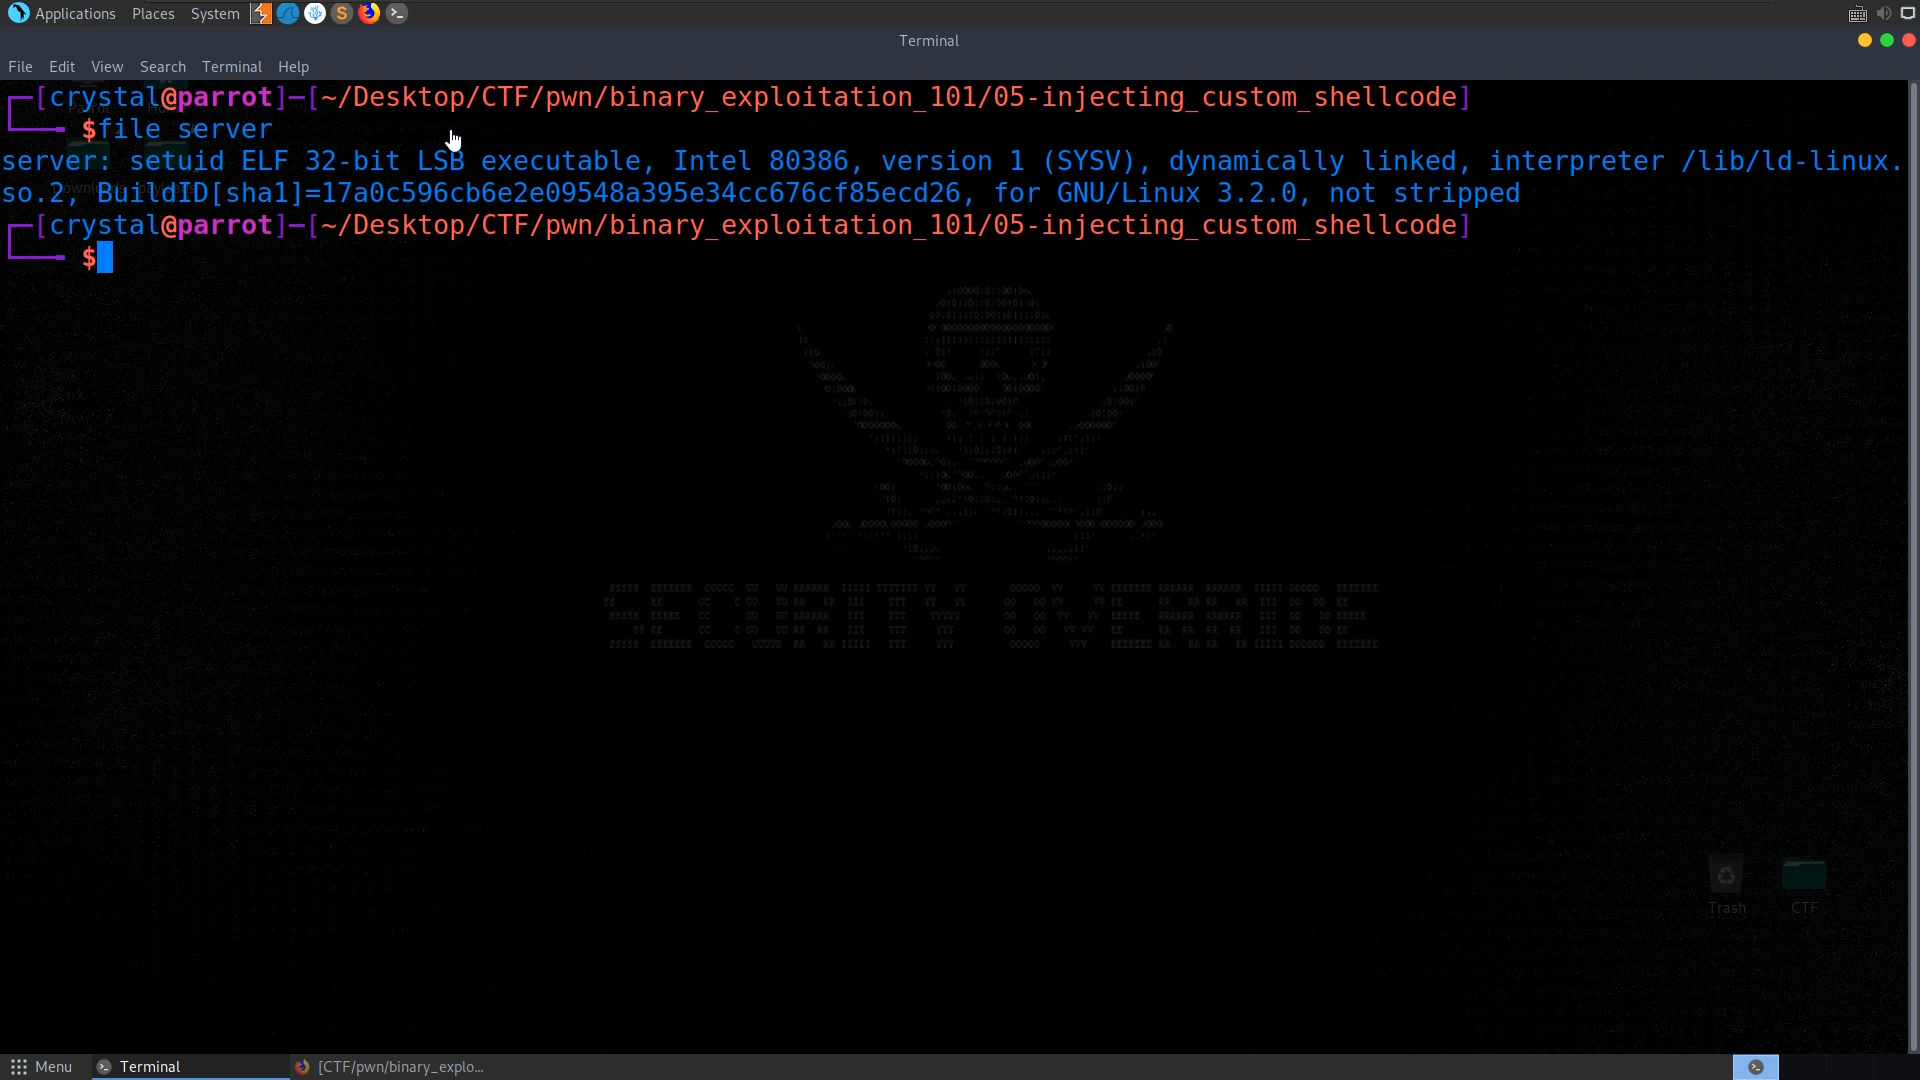 Applications Places System
Terminal
File Edit View Search Terminal Help
┌─[crystal@parrot]─[~/Desktop/CTF/pwn/binary_exploitation_101/05-injecting_custom_shellcode]
└──╼ $file server
server: setuid ELF 32-bit LSB executable, Intel 80386, version 1 (SYSV), dynamically linked, interpreter /lib/ld-linux.
so.2, BuildID[sha1]=17a0c596cb6e2e09548a395e34cc676cf85ecd26, for GNU/Linux 3.2.0, not stripped
┌─[crystal@parrot]─[~/Desktop/CTF/pwn/binary_exploitation_101/05-injecting_custom_shellcode]
└──╼ $
SECURITY OVERRIDE
Trash CTF
Menu Terminal [CTF/pwn/binary_explo...